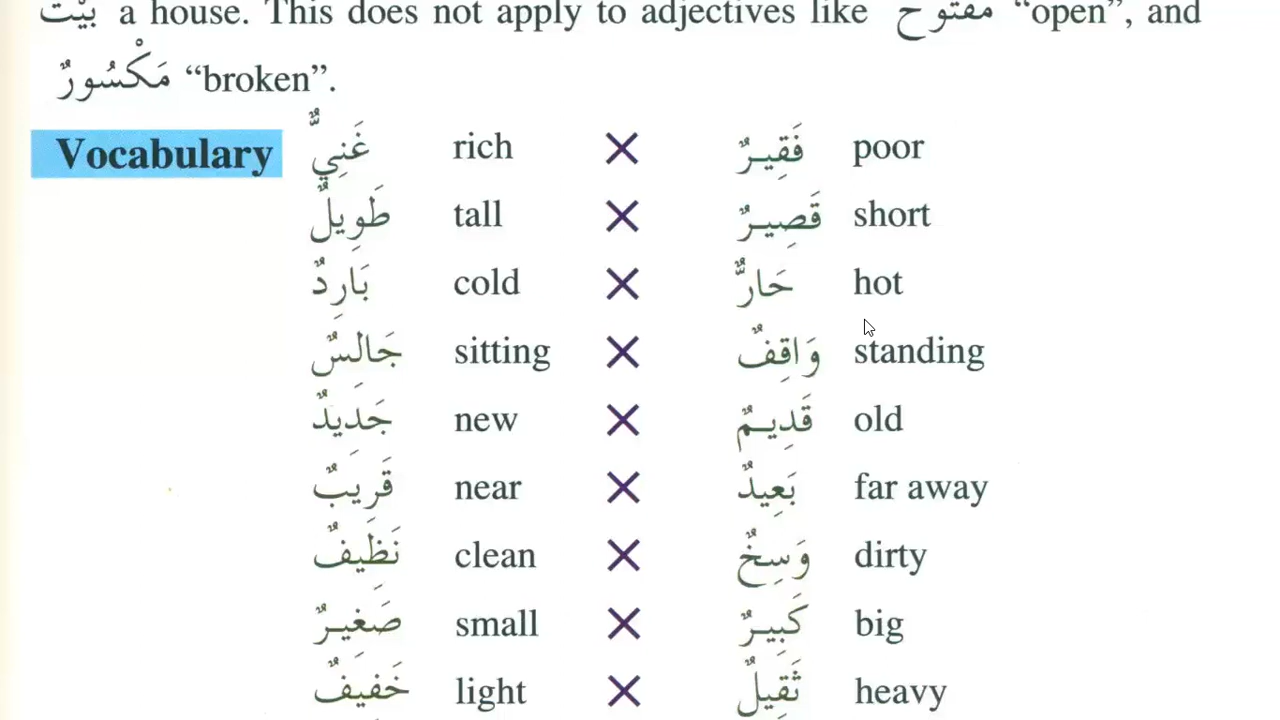 بَيْتٌ a house. This does not apply to adjectives like مَفْتُوحٌ “open”, and
مَكْسُورٌ “broken”.
Vocabulary غَنِيٌّ rich ✕ فَقِيرٌ poor
طَوِيلٌ tall ✕ قَصِيرٌ short
بَارِدٌ cold ✕ حَارٌّ hot
جَالِسٌ sitting ✕ وَاقِفٌ standing
جَدِيدٌ new ✕ قَدِيمٌ old
قَرِيبٌ near ✕ بَعِيدٌ far away
نَظِيفٌ clean ✕ وَسِخٌ dirty
صَغِيرٌ small ✕ كَبِيرٌ big
خَفِيفٌ light ✕ ثَقِيلٌ heavy